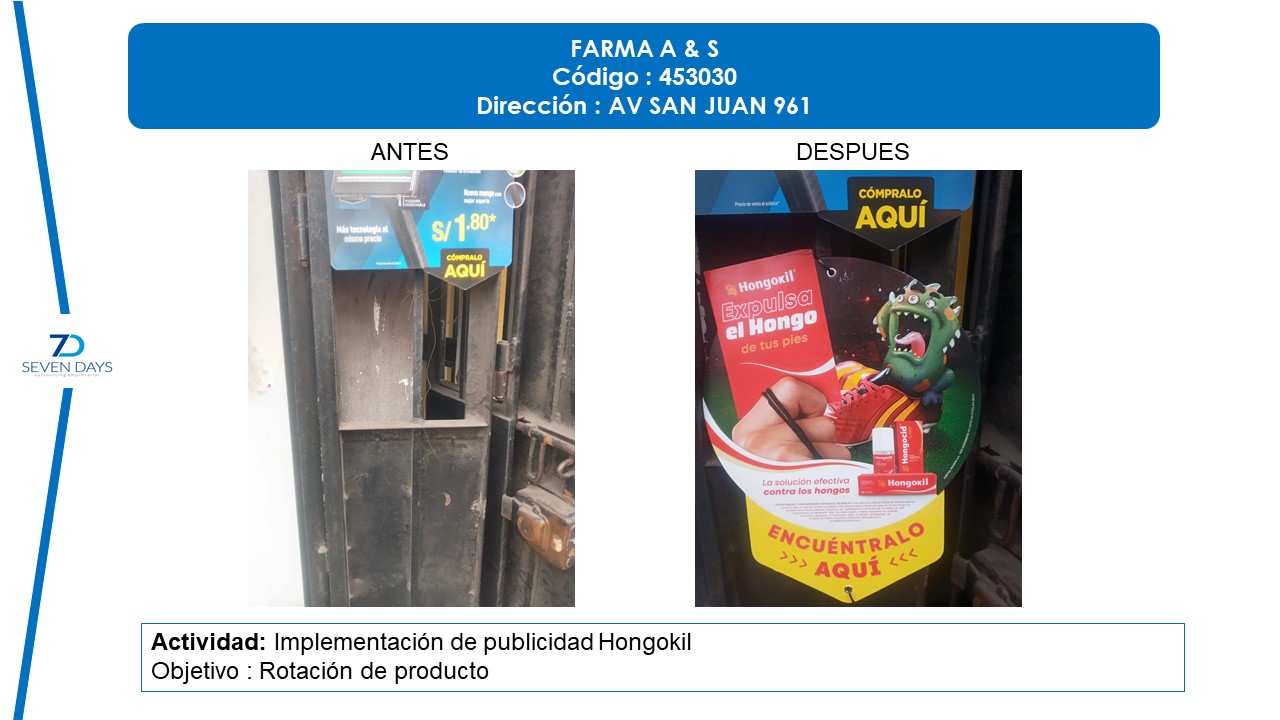 FARMA A & S
Código : 453030
Dirección : AV SAN JUAN 961
ANTES
DESPUES
Nuevo mango con
mejor soporte
Más tecnología al
mismo precio
S/1.80*
CÓMPRALO
AQUÍ
Precio de venta al público*
CÓMPRALO
AQUÍ
Hongokil
Expulsa
el Hongo
de tus pies
Hongocid
Hongokil
La solución efectiva
contra los hongos
Hongokil
ENCUÉNTRALO
>>> AQUÍ <<<
7D
SEVEN DAYS
Actividad: Implementación de publicidad Hongokil
Objetivo : Rotación de producto